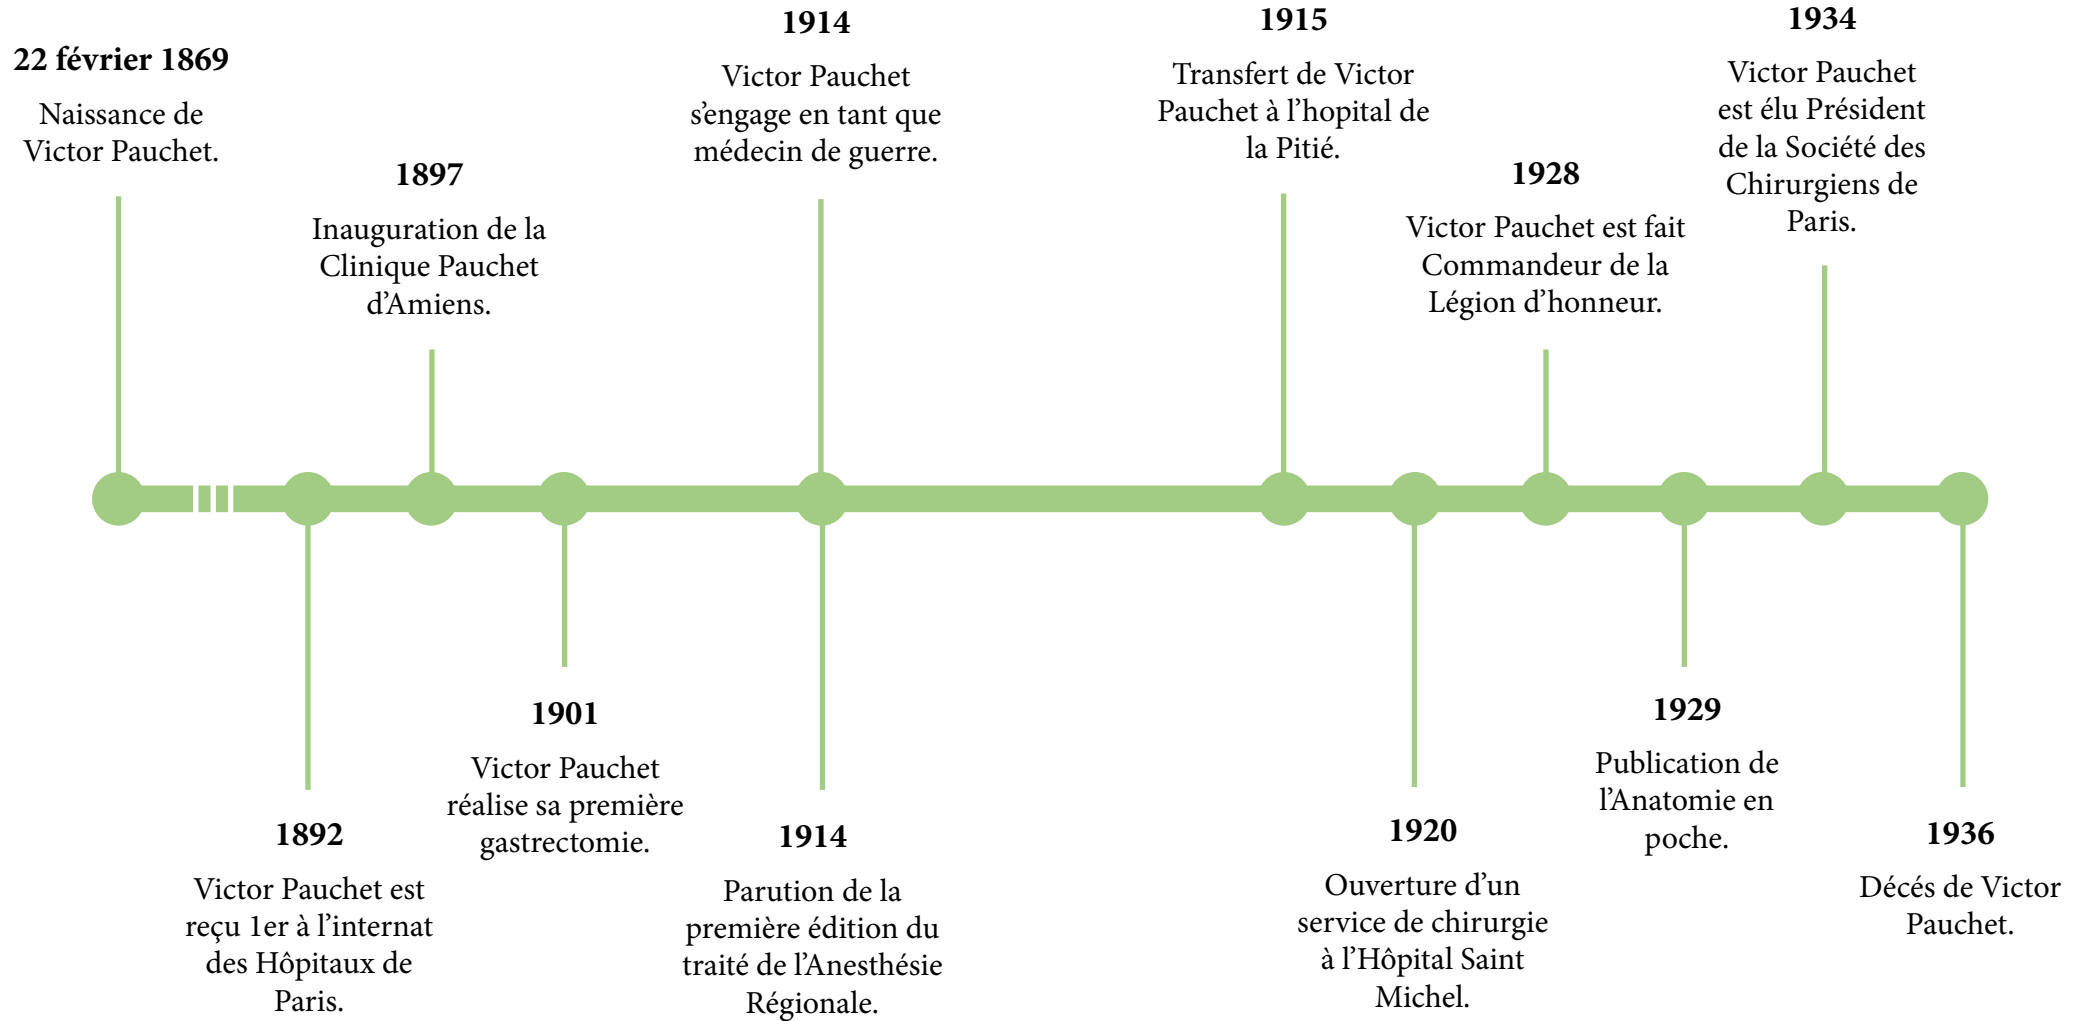 22 février 1869
Naissance de
Victor Pauchet.
1892
Victor Pauchet est
reçu 1er à l’internat
des Hôpitaux de
Paris.
1897
Inauguration de la
Clinique Pauchet
d’Amiens.
1901
Victor Pauchet
réalise sa première
gastrectomie.
1914
Victor Pauchet
s’engage en tant que
médecin de guerre.
1914
Parution de la
première édition du
traité de l’Anesthésie
Régionale.
1915
Transfert de Victor
Pauchet à l’hopital de
la Pitié.
1920
Ouverture d’un
service de chirurgie
à l’Hôpital Saint
Michel.
1928
Victor Pauchet est fait
Commandeur de la
Légion d’honneur.
1929
Publication de
l’Anatomie en
poche.
1934
Victor Pauchet
est élu Président
de la Société des
Chirurgiens de
Paris.
1936
Décés de Victor
Pauchet.